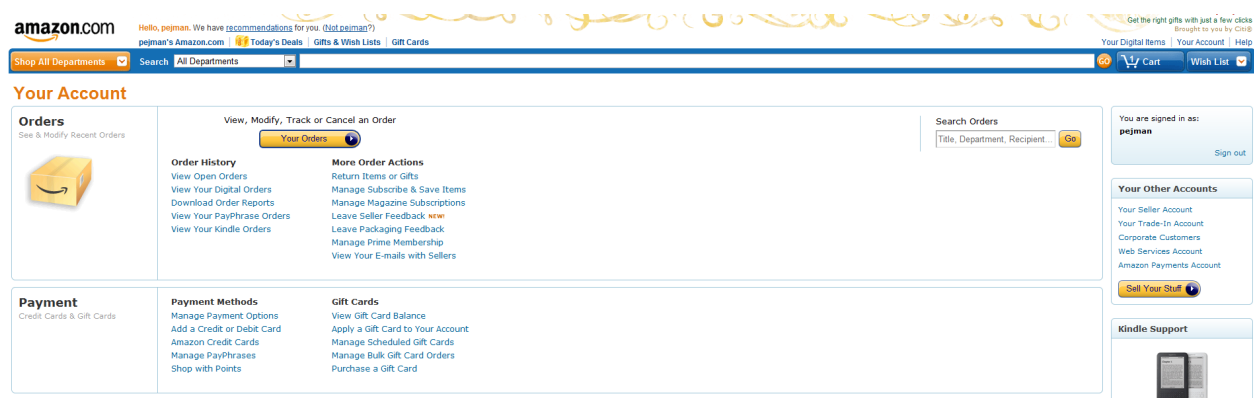 amazon.com
Hello, pejman. We have recommendations for you. (Not pejman?)
Get the right gifts with just a few clicks
Brought to you by Citi®
pejman's Amazon.com | Today's Deals | Gifts & Wish Lists | Gift Cards
Your Digital Items | Your Account | Help
Shop All Departments Search All Departments GO Cart Wish List
Your Account
Orders
See & Modify Recent Orders
View, Modify, Track or Cancel an Order
Your Orders
Search Orders
Title, Department, Recipient... Go
Order History
View Open Orders
View Your Digital Orders
Download Order Reports
View Your PayPhrase Orders
View Your Kindle Orders
More Order Actions
Return Items or Gifts
Manage Subscribe & Save Items
Manage Magazine Subscriptions
Leave Seller Feedback NEW!
Leave Packaging Feedback
Manage Prime Membership
View Your E-mails with Sellers
Payment
Credit Cards & Gift Cards
Payment Methods
Manage Payment Options
Add a Credit or Debit Card
Amazon Credit Cards
Manage PayPhrases
Shop with Points
Gift Cards
View Gift Card Balance
Apply a Gift Card to Your Account
Manage Scheduled Gift Cards
Manage Bulk Gift Card Orders
Purchase a Gift Card
You are signed in as:
pejman
Sign out
Your Other Accounts
Your Seller Account
Your Trade-In Account
Corporate Customers
Web Services Account
Amazon Payments Account
Sell Your Stuff
Kindle Support